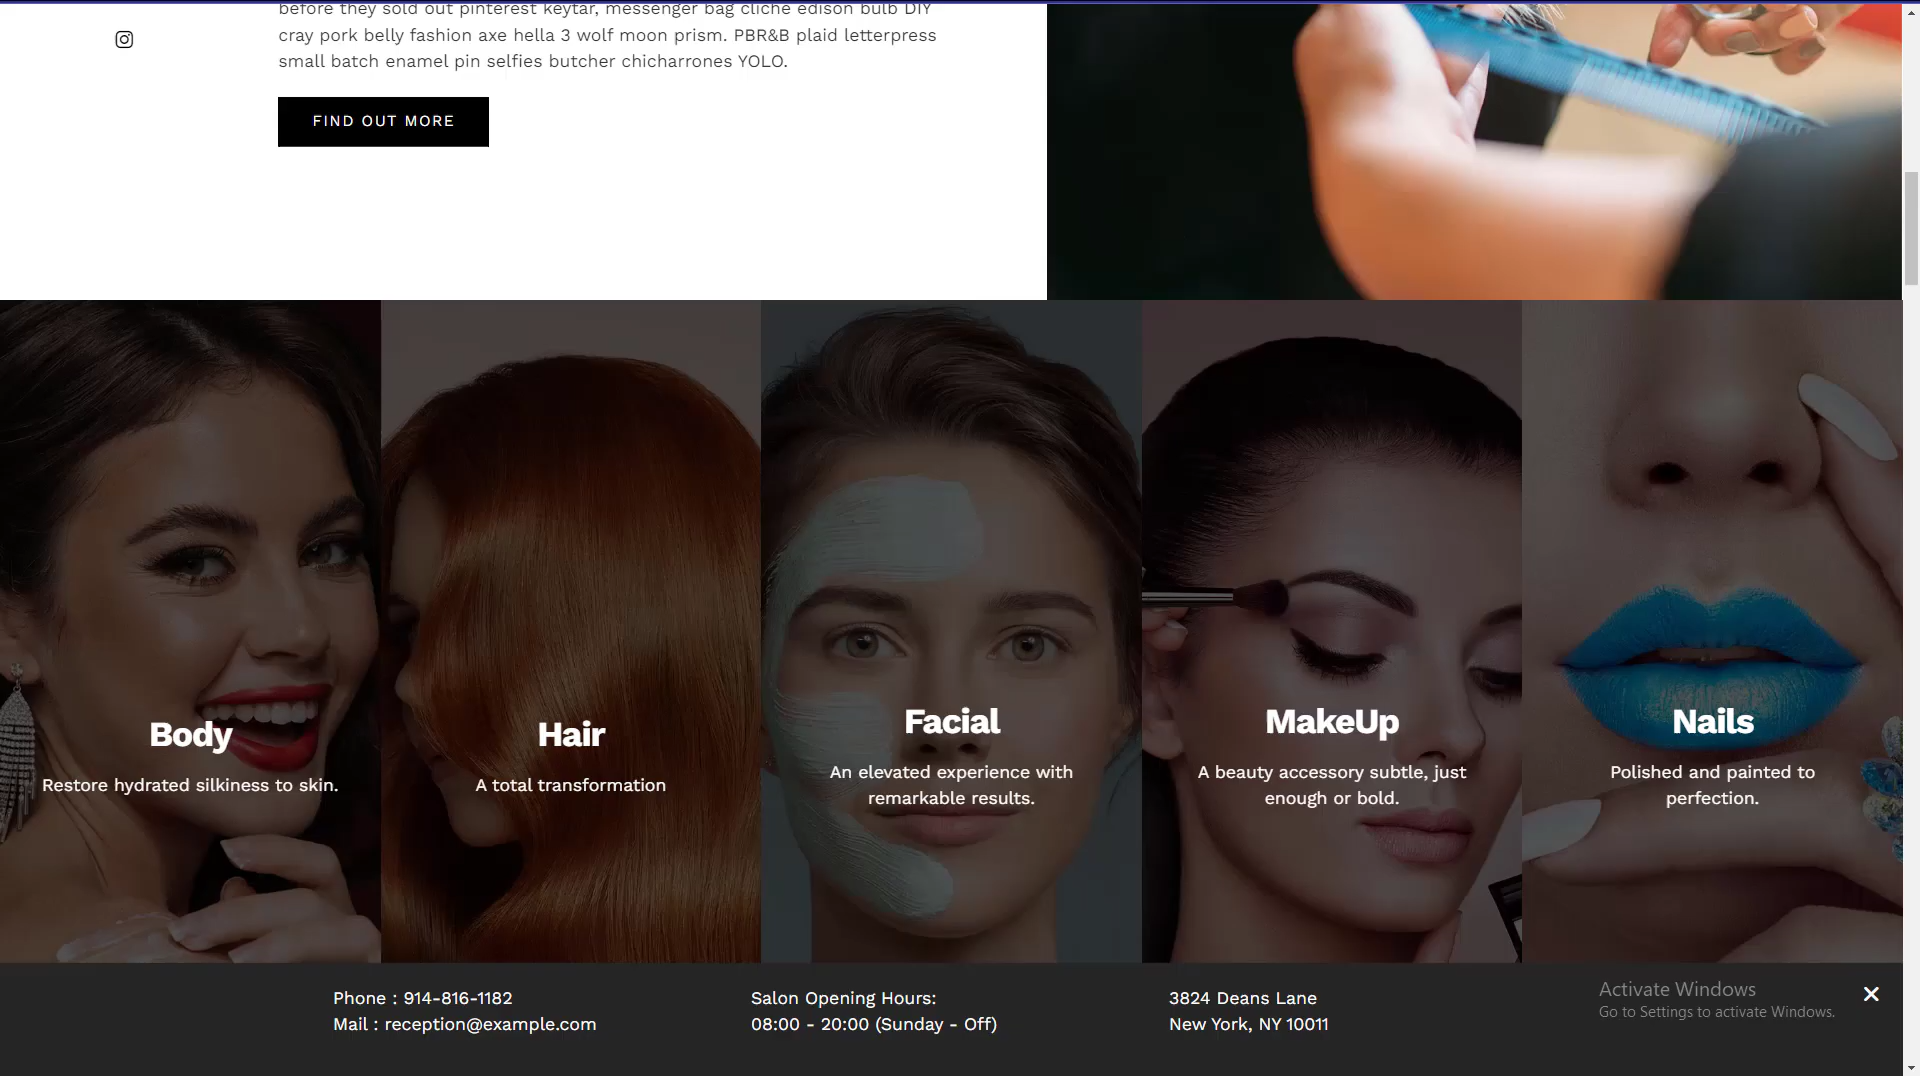 before they sold out pinterest keytar, messenger bag cliche edison bulb DIY
cray pork belly fashion axe hella 3 wolf moon prism. PBR&B plaid letterpress
small batch enamel pin selfies butcher chicharrones YOLO.
FIND OUT MORE
Body
Restore hydrated silkiness to skin.
Hair
A total transformation
Facial
An elevated experience with
remarkable results.
MakeUp
A beauty accessory subtle, just
enough or bold.
Nails
Polished and painted to
perfection.
Phone : 914-816-1182
Mail : reception@example.com
Salon Opening Hours:
08:00 - 20:00 (Sunday - Off)
3824 Deans Lane
New York, NY 10011
Activate Windows
Go to Settings to activate Windows.